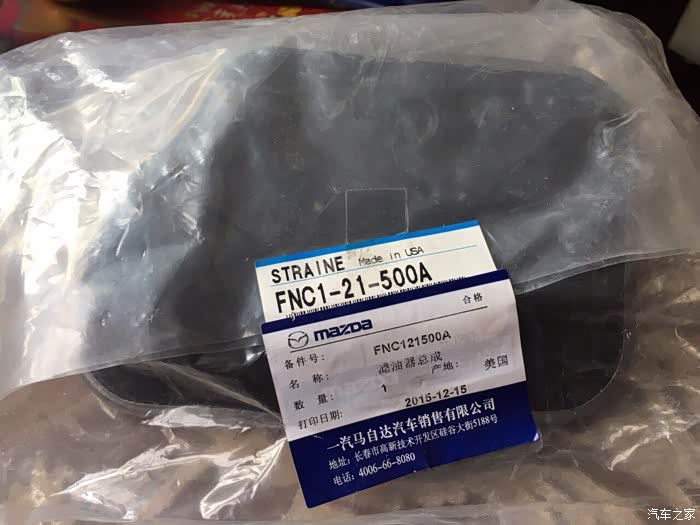 STRAINE Made in USA
FNC1-21-500A
mazda 合格
备件号: FNC121500A
名 称: 滤油器总成
数 量: 1 产地: 美国
打印日期: 2015-12-15
一汽马自达汽车销售有限公司
地址: 长春市高新技术开发区硅谷大街5188号
电话: 4006-66-8080
汽车之家